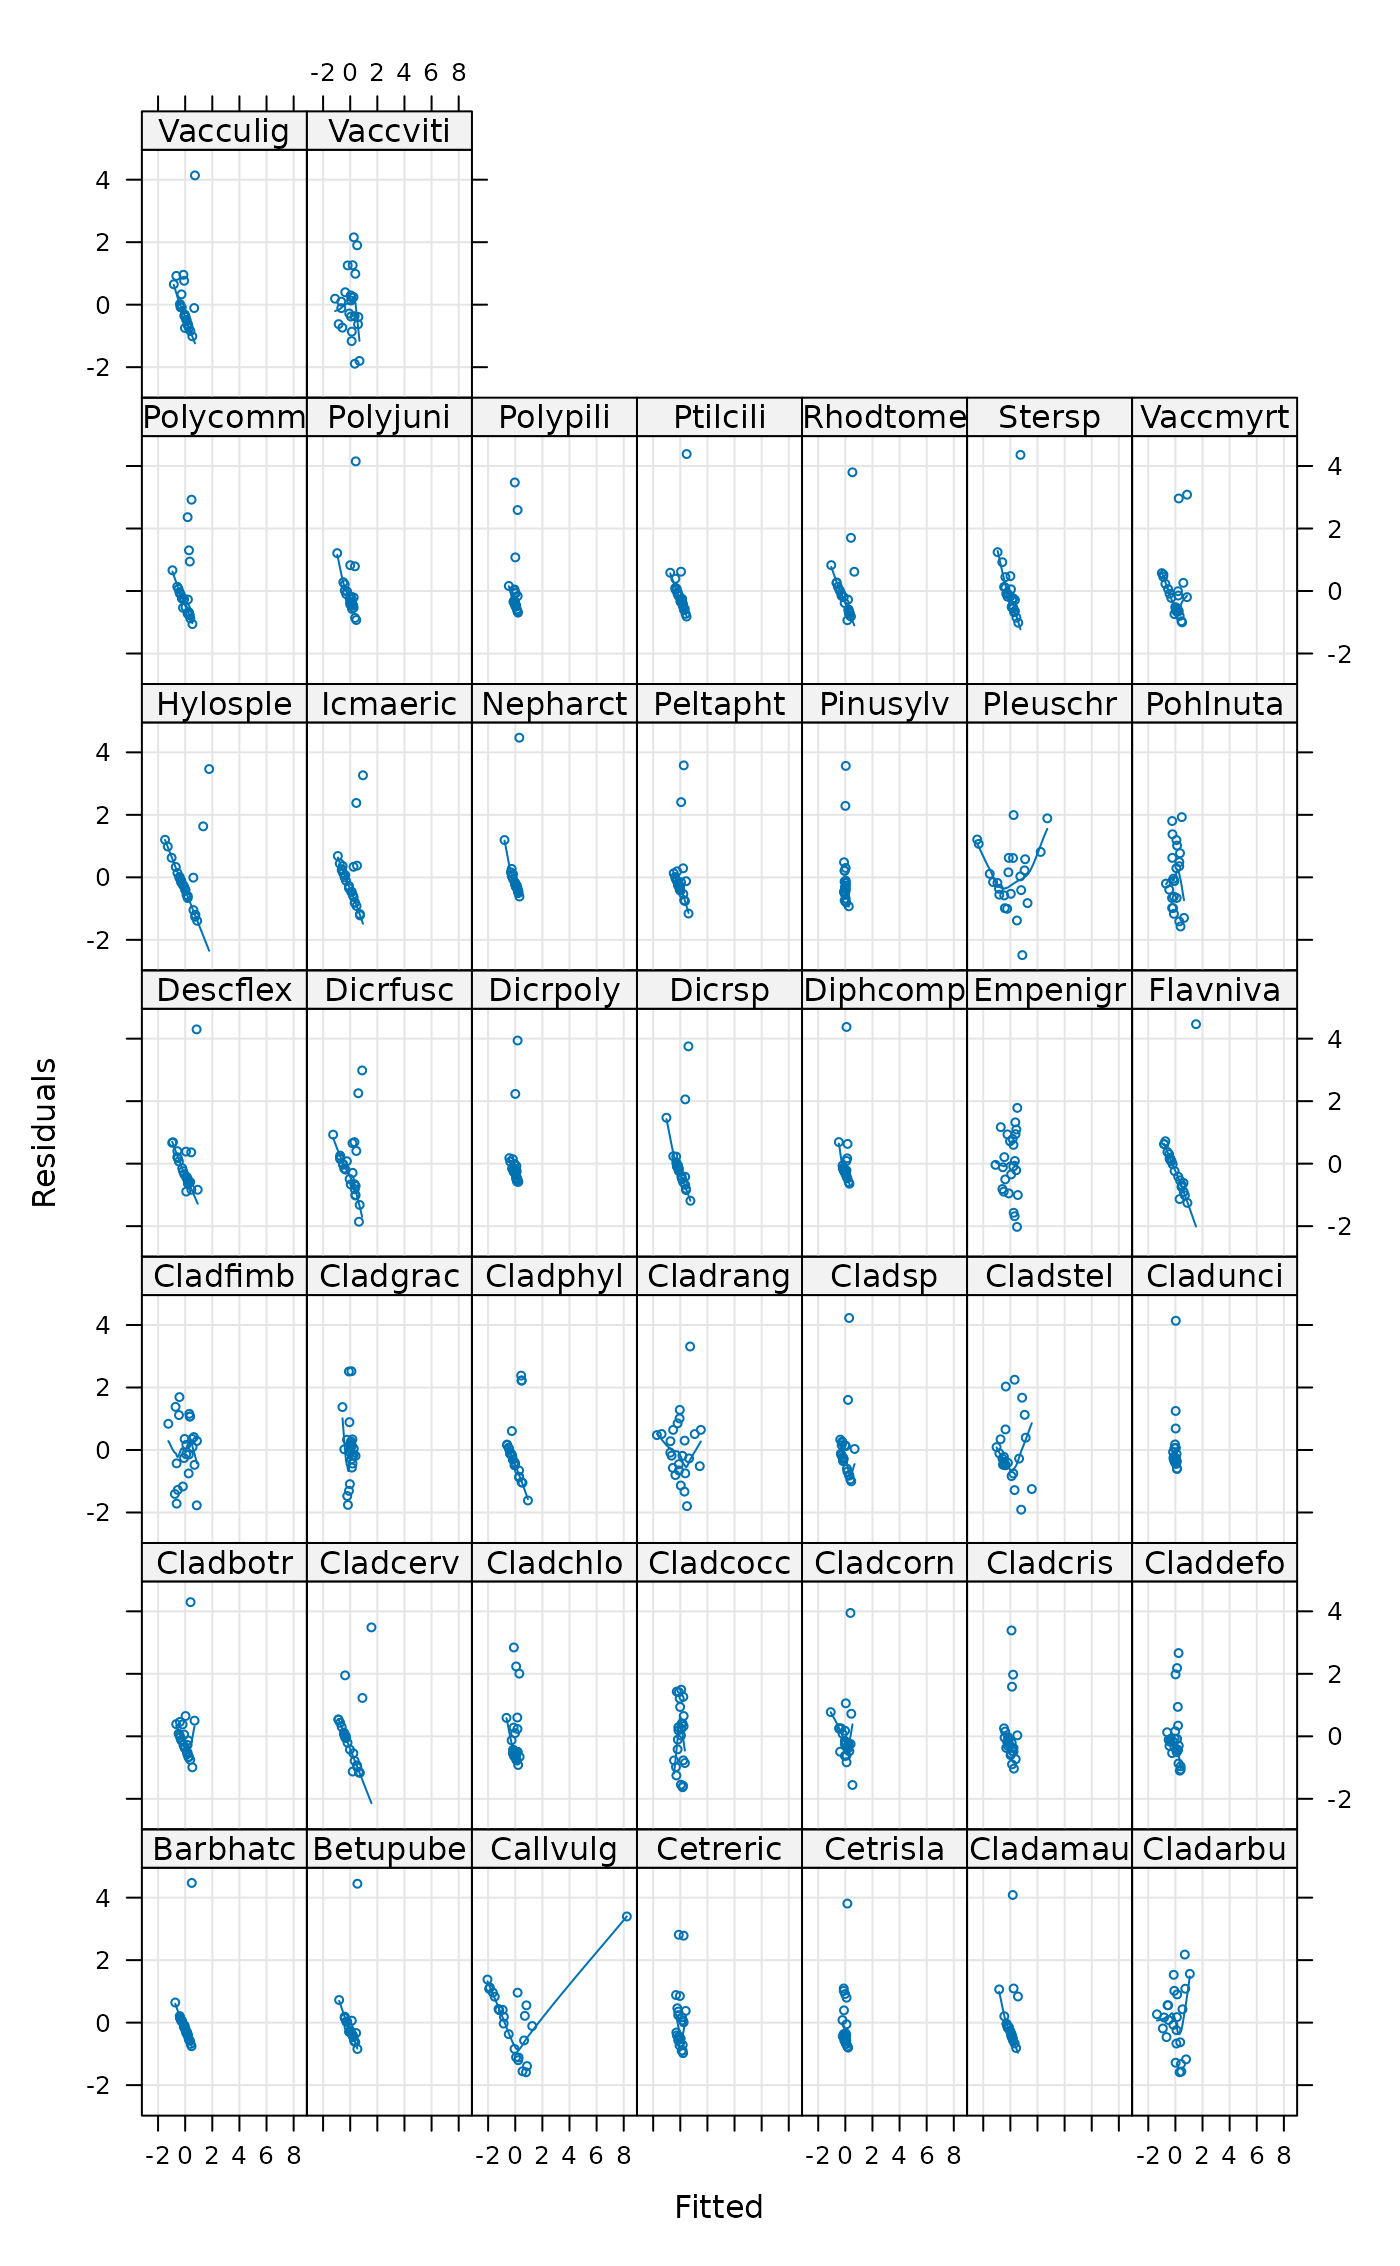 -2 0 2 4 6 8
Vacculig Vaccviti
4
2
0
-2
Polycomm Polyjuni Polypili Ptilcili Rhodtome Stersp Vaccmyrt
4
2
0
-2
Hylosple Icmaeric Nepharct Peltapht Pinusylv Pleuschr Pohlnuta
4
2
0
-2
Descflex Dicrfusc Dicrpoly Dicrsp Diphcomp Empenigr Flavniva
4
2
0
-2
Residuals
Cladfimb Cladgrac Cladphyl Cladrang Cladsp Cladstel Cladunci
4
2
0
-2
Cladbotr Cladcerv Cladchlo Cladcocc Cladcorn Cladcris Claddefo
4
2
0
-2
Barbhatc Betupube Callvulg Cetreric Cetrisla Cladamau Cladarbu
4
2
0
-2
-2 0 2 4 6 8 -2 0 2 4 6 8 -2 0 2 4 6 8 -2 0 2 4 6 8
Fitted